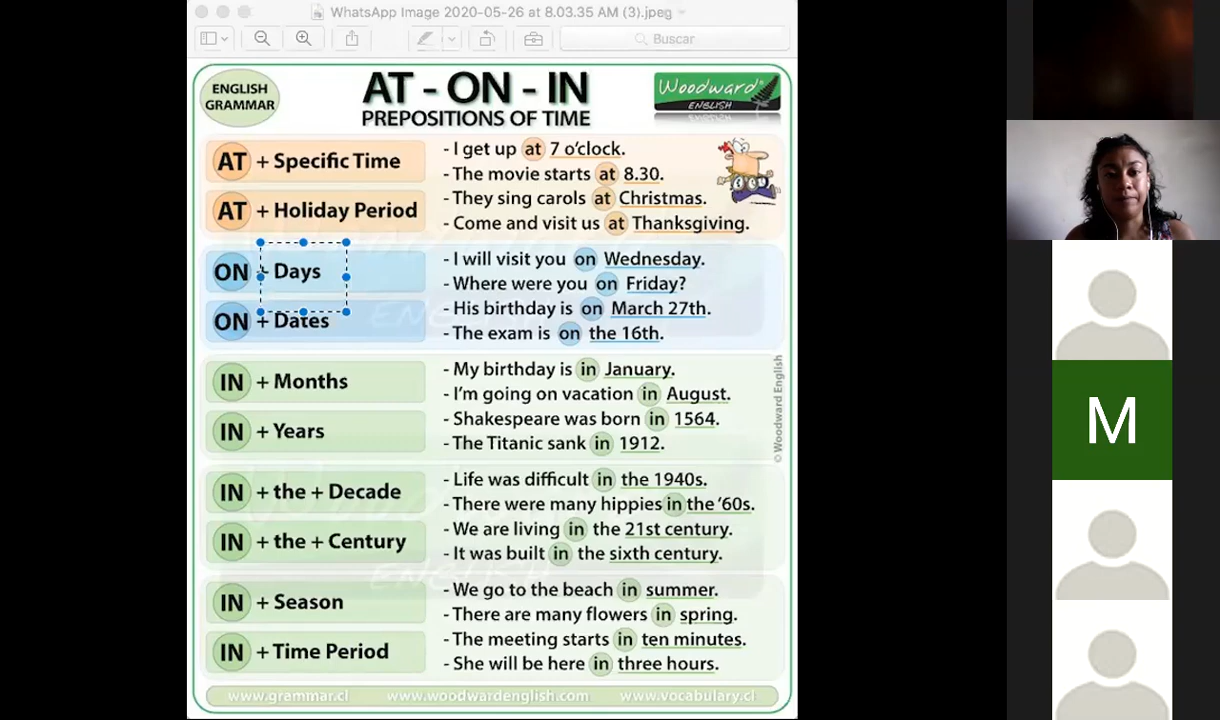 WhatsApp Image 2020-05-26 at 8.03.35 AM (3).jpeg
Buscar
ENGLISH
GRAMMAR
AT - ON - IN
PREPOSITIONS OF TIME
Woodward
ENGLISH
AT + Specific Time
- I get up at 7 o'clock.
- The movie starts at 8.30.
AT + Holiday Period
- They sing carols at Christmas.
- Come and visit us at Thanksgiving.
ON + Days
- I will visit you on Wednesday.
- Where were you on Friday?
ON + Dates
- His birthday is on March 27th.
- The exam is on the 16th.
IN + Months
- My birthday is in January.
- I'm going on vacation in August.
IN + Years
- Shakespeare was born in 1564.
- The Titanic sank in 1912.
IN + the + Decade
- Life was difficult in the 1940s.
- There were many hippies in the '60s.
IN + the + Century
- We are living in the 21st century.
- It was built in the sixth century.
IN + Season
- We go to the beach in summer.
- There are many flowers in spring.
IN + Time Period
- The meeting starts in ten minutes.
- She will be here in three hours.
© Woodward English
www.grammar.cl www.woodwardenglish.com www.vocabulary.cl
M